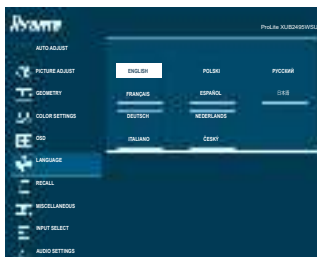 iiyama
ProLite XUB2495WSU
AUTO ADJUST
PICTURE ADJUST
ENGLISH
POLSKI
РУССКИЙ
GEOMETRY
FRANÇAIS
ESPAÑOL
日本語
COLOR SETTINGS
DEUTSCH
NEDERLANDS
OSD
ITALIANO
ČESKÝ
LANGUAGE
RECALL
MISCELLANEOUS
INPUT SELECT
AUDIO SETTINGS